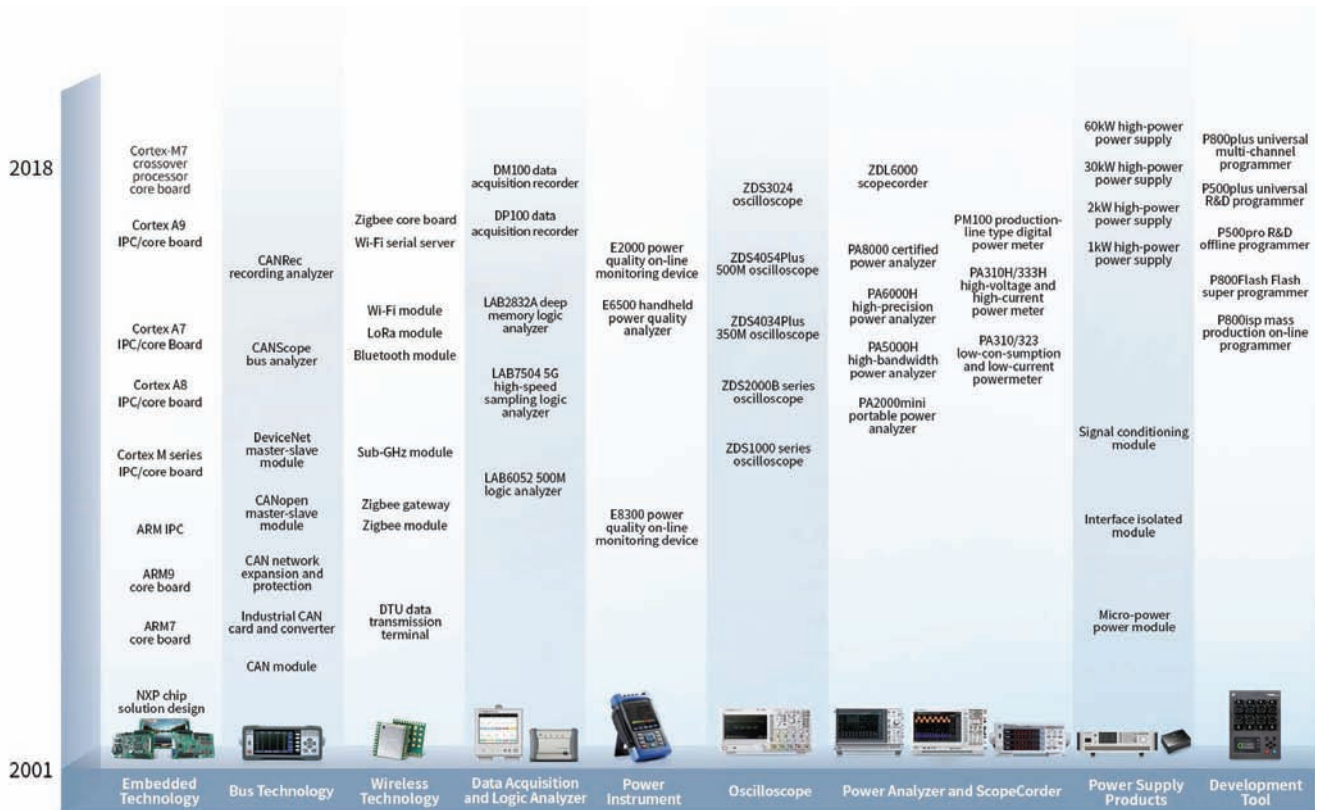 2018
2001
Cortex-M7
crossover
processor
core board
Cortex A9
IPC/core board
Cortex A7
IPC/core Board
Cortex A8
IPC/core board
Cortex M series
IPC/core board
ARM IPC
ARM9
core board
ARM7
core board
NXP chip
solution design
Embedded
Technology
CANRec
recording analyzer
CANScope
bus analyzer
DeviceNet
master-slave
module
CANopen
master-slave
module
CAN network
expansion and
protection
Industrial CAN
card and converter
CAN module
Bus Technology
Zigbee core board
Wi-Fi serial server
Wi-Fi module
LoRa module
Bluetooth module
Sub-GHz module
Zigbee gateway
Zigbee module
DTU data
transmission
terminal
Wireless
Technology
DM100 data
acquisition recorder
DP100 data
acquisition recorder
LAB2832A deep
memory logic
analyzer
LAB7504 5G
high-speed
sampling logic
analyzer
LAB6052 500M
logic analyzer
Data Acquisition
and Logic Analyzer
E2000 power
quality on-line
monitoring device
E6500 handheld
power quality
analyzer
E8300 power
quality on-line
monitoring device
Power
Instrument
ZDS3024
oscilloscope
ZDS4054Plus
500M oscilloscope
ZDS4034Plus
350M oscilloscope
ZDS2000B series
oscilloscope
ZDS1000 series
oscilloscope
Oscilloscope
ZDL6000
scopecorder
PA8000 certified
power analyzer
PA6000H
high-precision
power analyzer
PA5000H
high-bandwidth
power analyzer
PA2000mini
portable power
analyzer
PM100 production-
line type digital
power meter
PA310H/333H
high-voltage and
high-current
power meter
PA310/323
low-con-sumption
and low-current
powermeter
Power Analyzer and ScopeCorder
60kW high-power
power supply
30kW high-power
power supply
2kW high-power
power supply
1kW high-power
power supply
Signal conditioning
module
Interface isolated
module
Micro-power
power module
Power Supply
Products
P800plus universal
multi-channel
programmer
P500plus universal
R&D programmer
P500pro R&D
offline programmer
P800Flash Flash
super programmer
P800isp mass
production on-line
programmer
Development
Tool